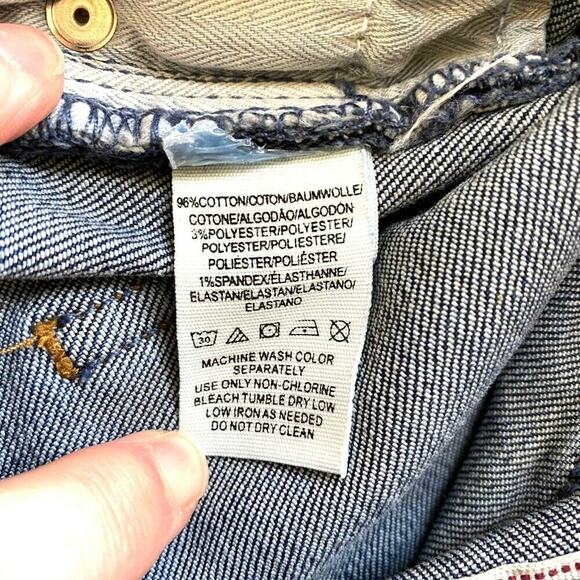 96%COTTON/COTON/BAUMWOLLE/
COTONE/ALGODÃO/ALGODÓN
3%POLYESTER/POLYESTER/
POLYESTER/POLIESTERE/
POLIESTER/POLIÉSTER
1%SPANDEX/ÉLASTHANNE/
ELASTAN/ELASTAN/ELASTANO/
ELASTANO
30
MACHINE WASH COLOR
SEPARATELY
USE ONLY NON-CHLORINE
BLEACH TUMBLE DRY LOW
LOW IRON AS NEEDED
DO NOT DRY CLEAN